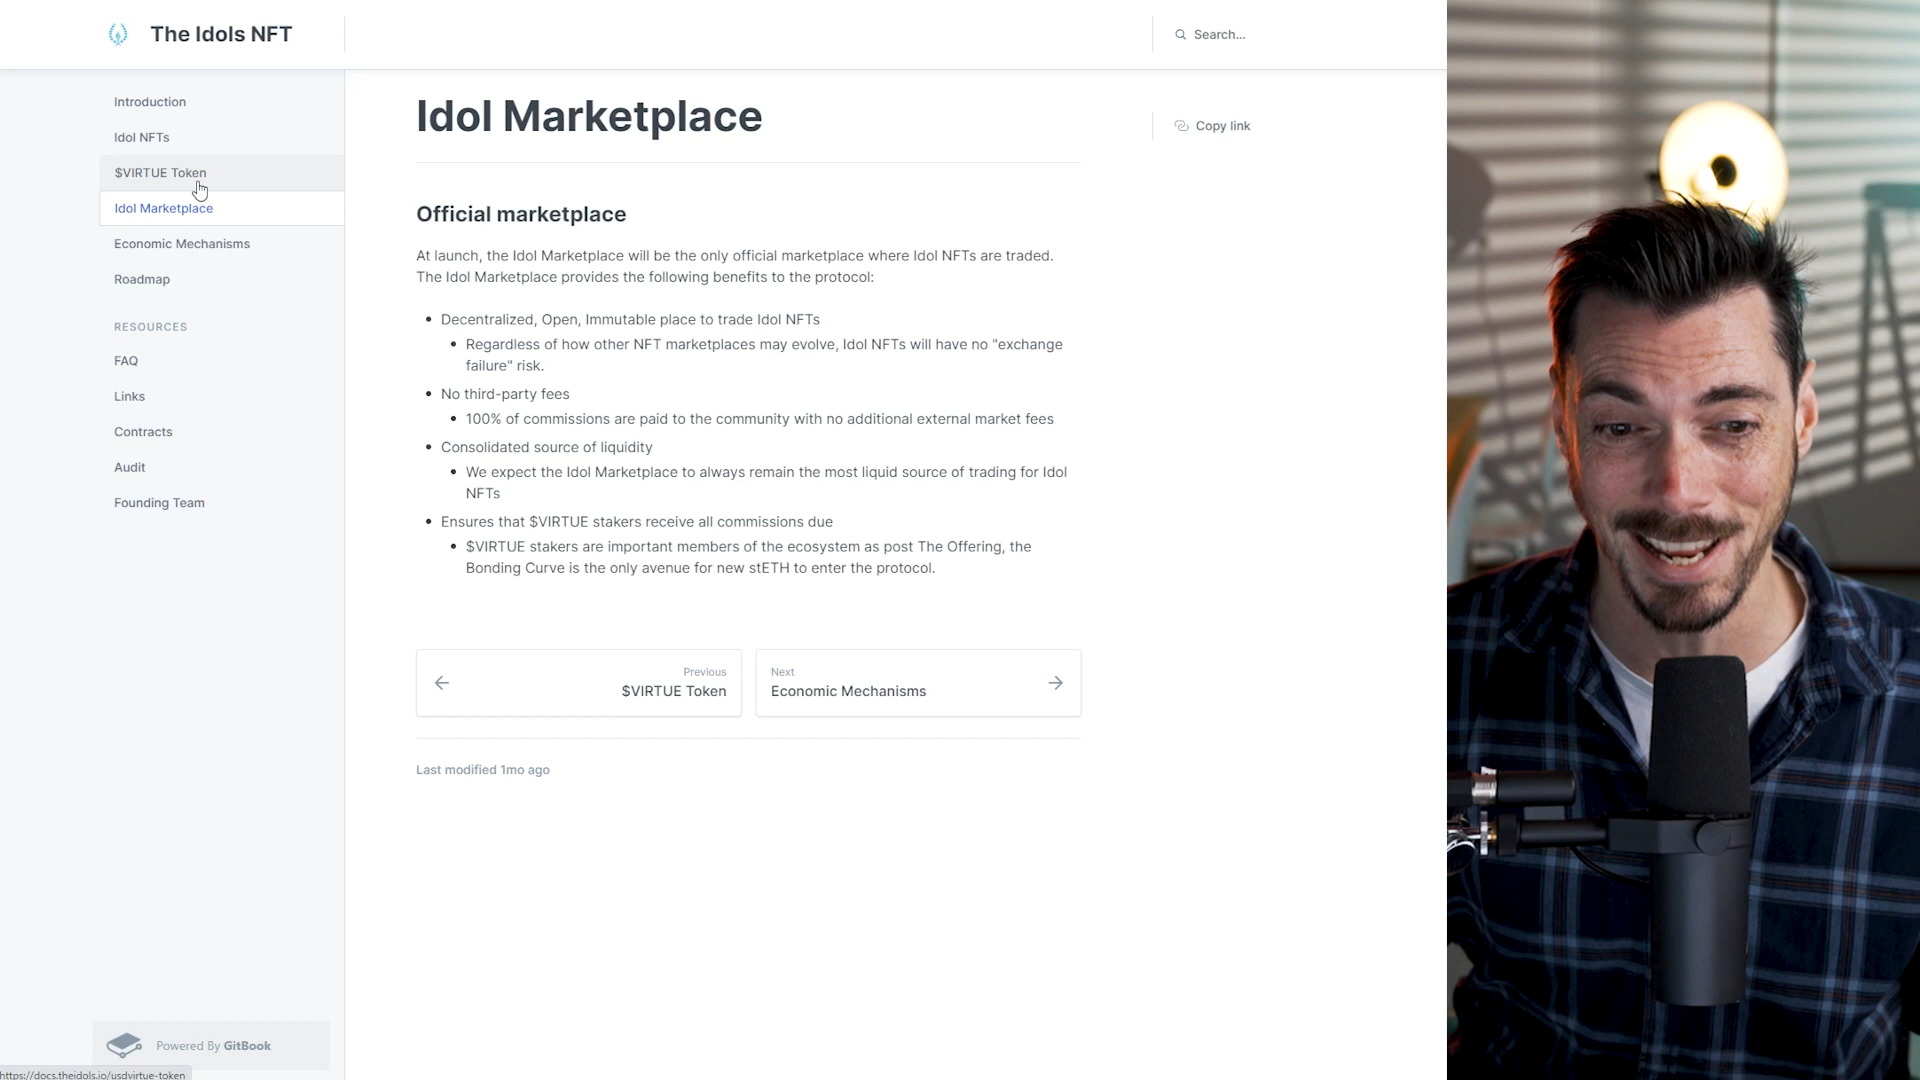 The Idols NFT
Search...
Introduction
Idol NFTs
$VIRTUE Token
Idol Marketplace
Economic Mechanisms
Roadmap
RESOURCES
FAQ
Links
Contracts
Audit
Founding Team
Powered By GitBook
https://docs.theidols.io/usdvirtue-token
Idol Marketplace
Copy link
Official marketplace
At launch, the Idol Marketplace will be the only official marketplace where Idol NFTs are traded.
The Idol Marketplace provides the following benefits to the protocol:
Decentralized, Open, Immutable place to trade Idol NFTs
Regardless of how other NFT marketplaces may evolve, Idol NFTs will have no "exchange
failure" risk.
No third-party fees
100% of commissions are paid to the community with no additional external market fees
Consolidated source of liquidity
We expect the Idol Marketplace to always remain the most liquid source of trading for Idol
NFTs
Ensures that $VIRTUE stakers receive all commissions due
$VIRTUE stakers are important members of the ecosystem as post The Offering, the
Bonding Curve is the only avenue for new stETH to enter the protocol.
Previous
$VIRTUE Token
Next
Economic Mechanisms
Last modified 1mo ago